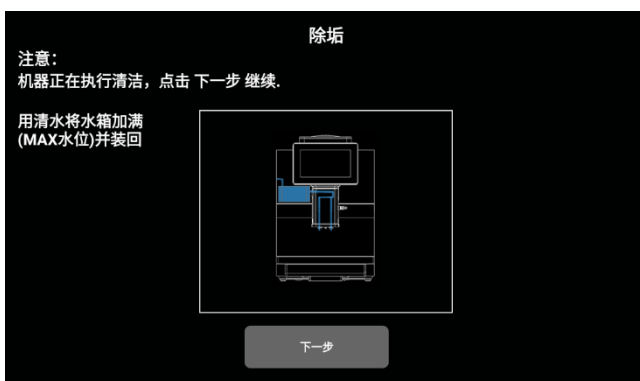 除垢
注意：
机器正在执行清洁，点击 下一步 继续.
用清水将水箱加满
(MAX水位)并装回
下一步